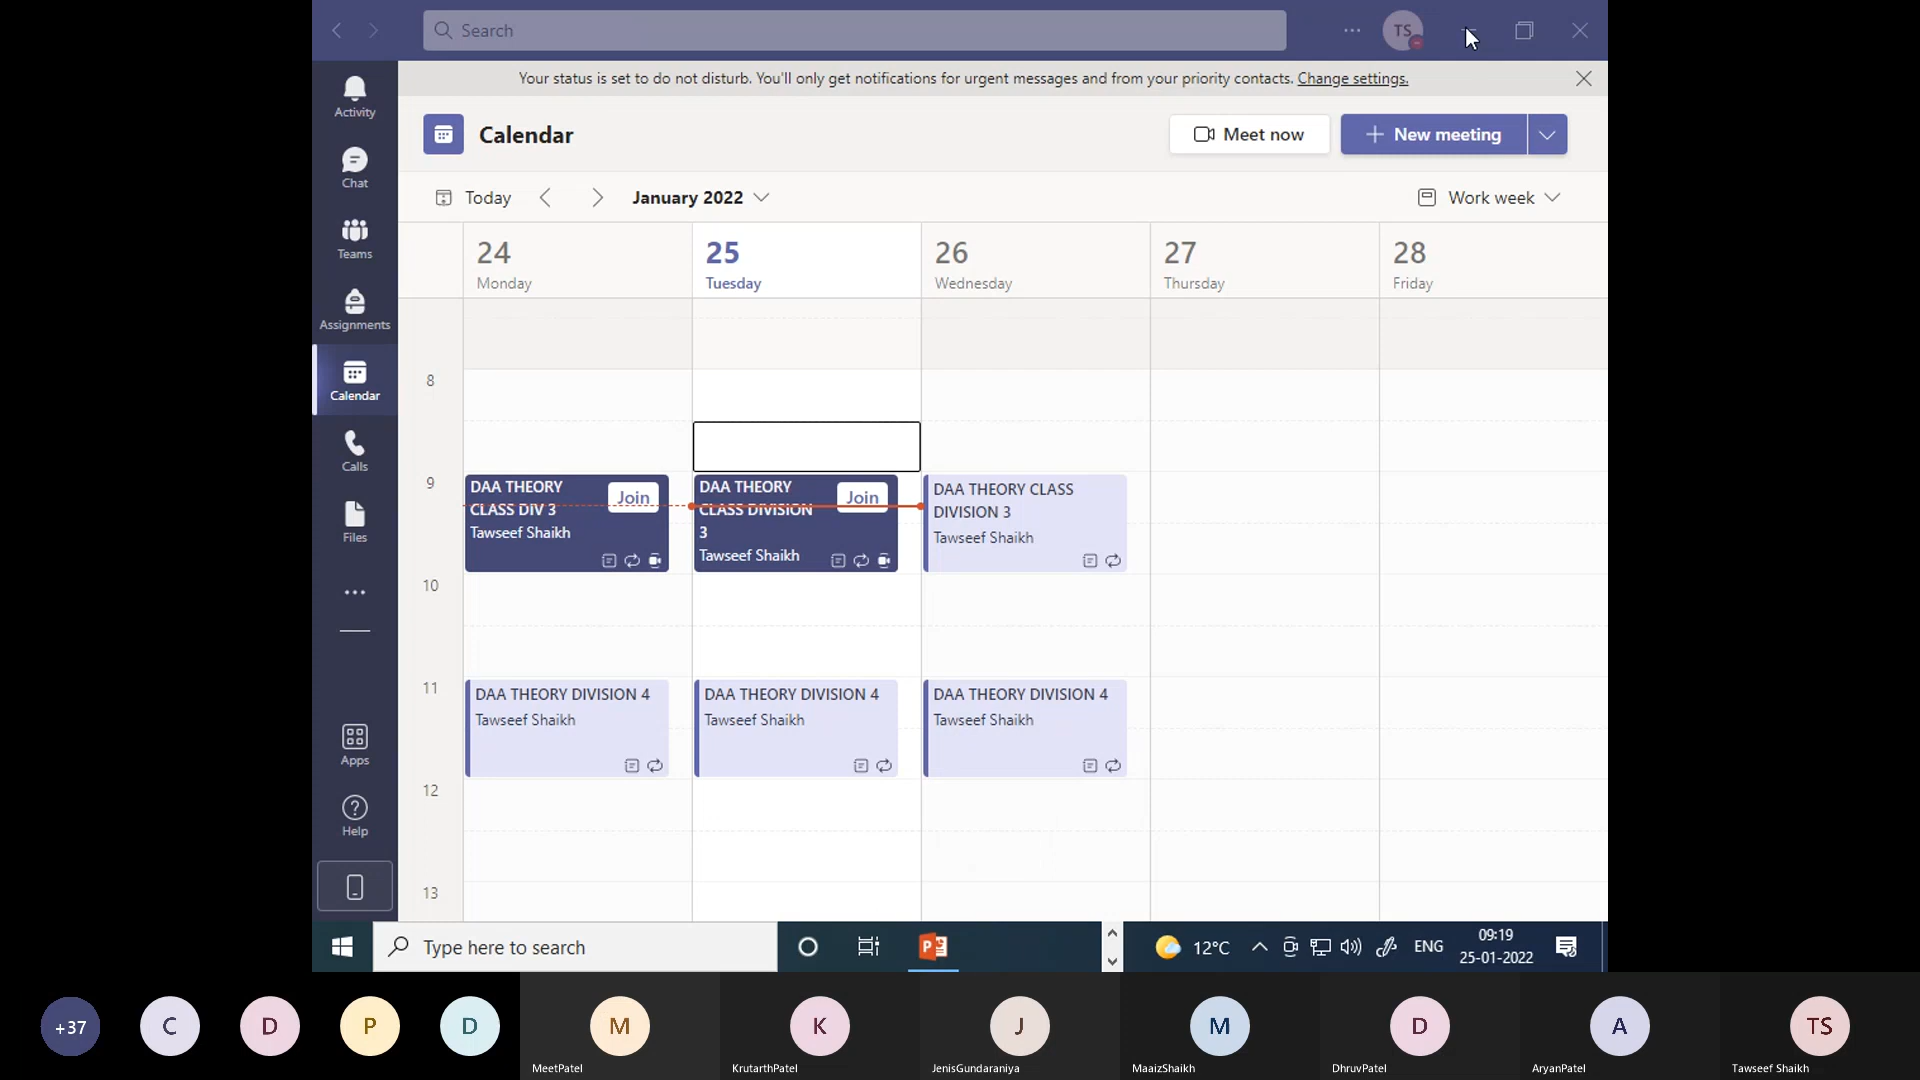 Search
TS
Your status is set to do not disturb. You'll only get notifications for urgent messages and from your priority contacts. Change settings.
Activity
Chat
Teams
Assignments
Calendar
Calls
Files
Apps
Help
Calendar
Meet now
New meeting
Today
January 2022
Work week
24
Monday
25
Tuesday
26
Wednesday
27
Thursday
28
Friday
8
9
DAA THEORY
CLASS DIV 3
Tawseef Shaikh
Join
DAA THEORY
CLASS DIVISION
3
Tawseef Shaikh
Join
DAA THEORY CLASS
DIVISION 3
Tawseef Shaikh
10
11
DAA THEORY DIVISION 4
Tawseef Shaikh
DAA THEORY DIVISION 4
Tawseef Shaikh
DAA THEORY DIVISION 4
Tawseef Shaikh
12
13
Type here to search
12°C
ENG
09:19
25-01-2022
+37
C
D
P
D
M
MeetPatel
K
KrutarthPatel
J
JenisGundaraniya
M
MaaizShaikh
D
DhruvPatel
A
AryanPatel
TS
Tawseef Shaikh